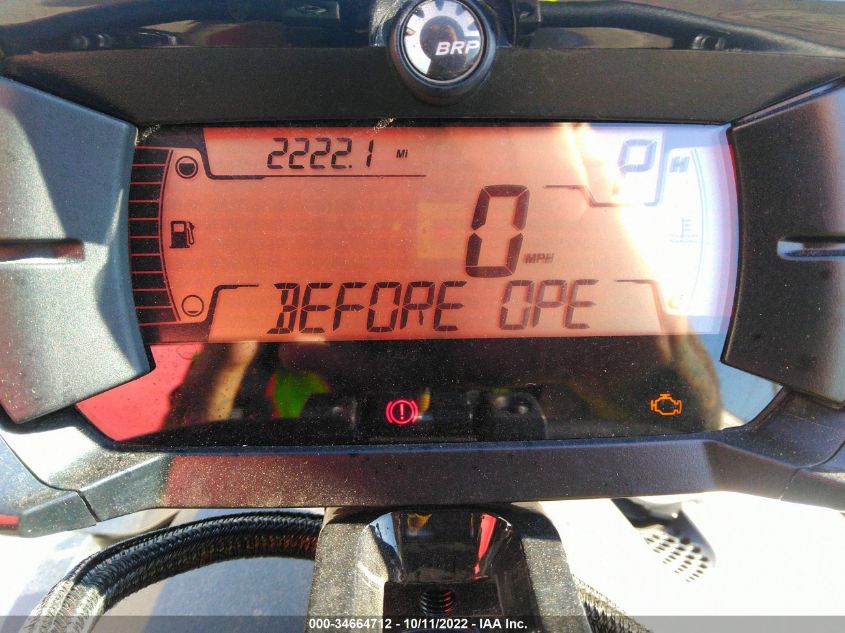 BRP
2222.1 Mi
P
H
0 MPH
E
C
BEFORE OPE
000-34664712 - 10/11/2022 - IAA Inc.